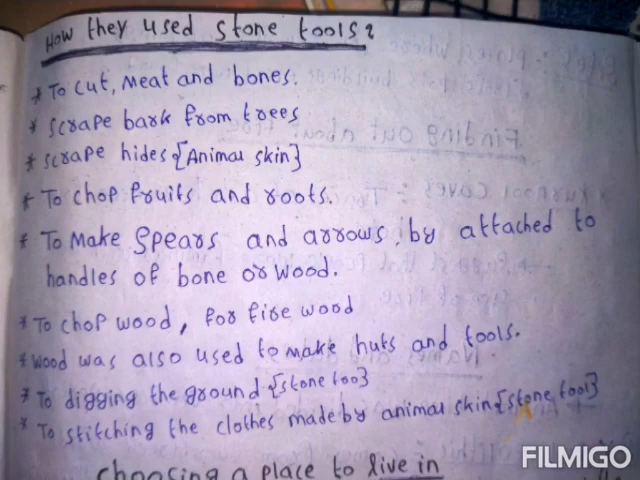 How they used stone tools?
* To cut, meat and bones.
* scrape bark from trees
* scrape hides {Animal skin}
* To chop fruits and roots.
* To make spears and arrows, by attached to
handles of bone or wood.
* To chop wood, for fire wood
* wood was also used to make huts and tools.
* To digging the ground. {stone too}
* To stitching the clothes made by animal skin {stone tool}
choosing a place to live in
FILMIGO